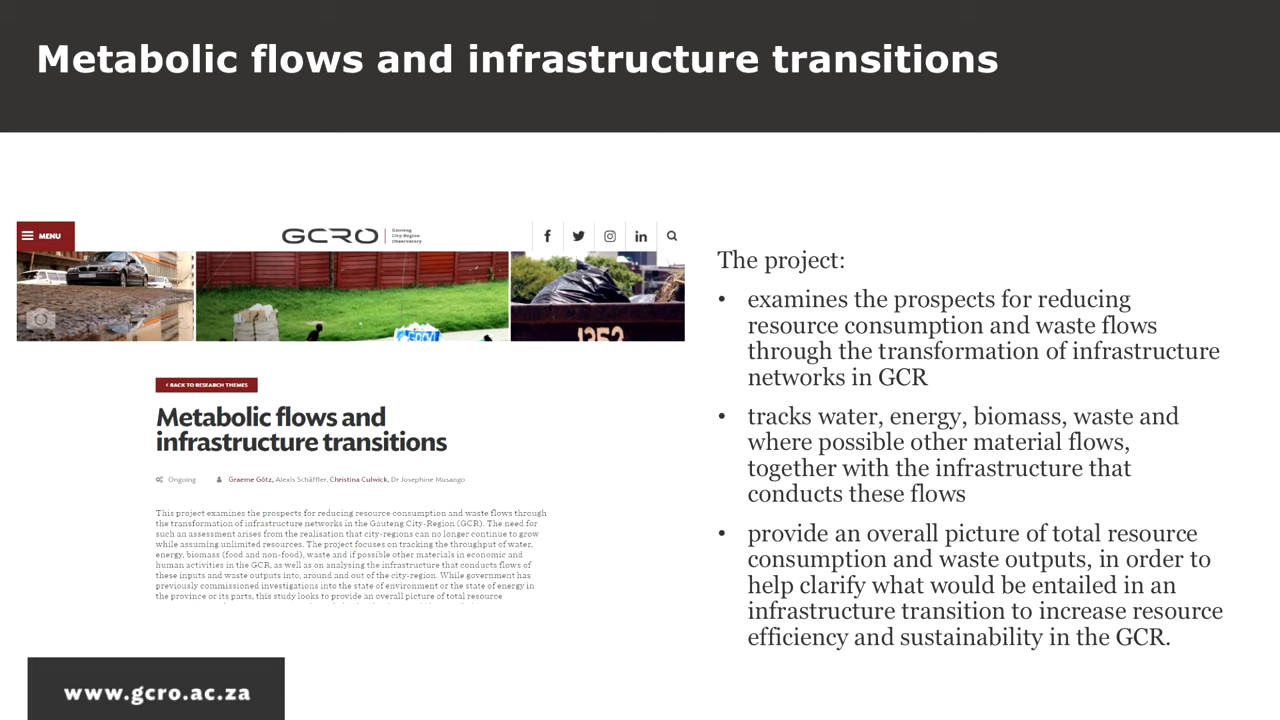 Metabolic flows and infrastructure transitions
MENU
GCRO
Gauteng
City-Region
Observatory
1353
< BACK TO RESEARCH THEMES
Metabolic flows and
infrastructure transitions
Ongoing
Graeme Götz, Alexis Schäffler, Christina Culwick, Dr Josephine Musango
This project examines the prospects for reducing resource consumption and waste flows through
the transformation of infrastructure networks in the Gauteng City-Region (GCR). The need for
such an assessment arises from the realisation that city-regions can no longer continue to grow
while assuming unlimited resources. The project focuses on tracking the throughput of water,
energy, biomass (food and non-food), waste and if possible other materials in economic and
human activities in the GCR, as well as on analysing the infrastructure that conducts flows of
these inputs and waste outputs into, around and out of the city-region. While government has
previously commissioned investigations into the state of environment or the state of energy in
the province or its parts, this study looks to provide an overall picture of total resource
The project:
• examines the prospects for reducing
resource consumption and waste flows
through the transformation of infrastructure
networks in GCR
• tracks water, energy, biomass, waste and
where possible other material flows,
together with the infrastructure that
conducts these flows
• provide an overall picture of total resource
consumption and waste outputs, in order to
help clarify what would be entailed in an
infrastructure transition to increase resource
efficiency and sustainability in the GCR.
www.gcro.ac.za